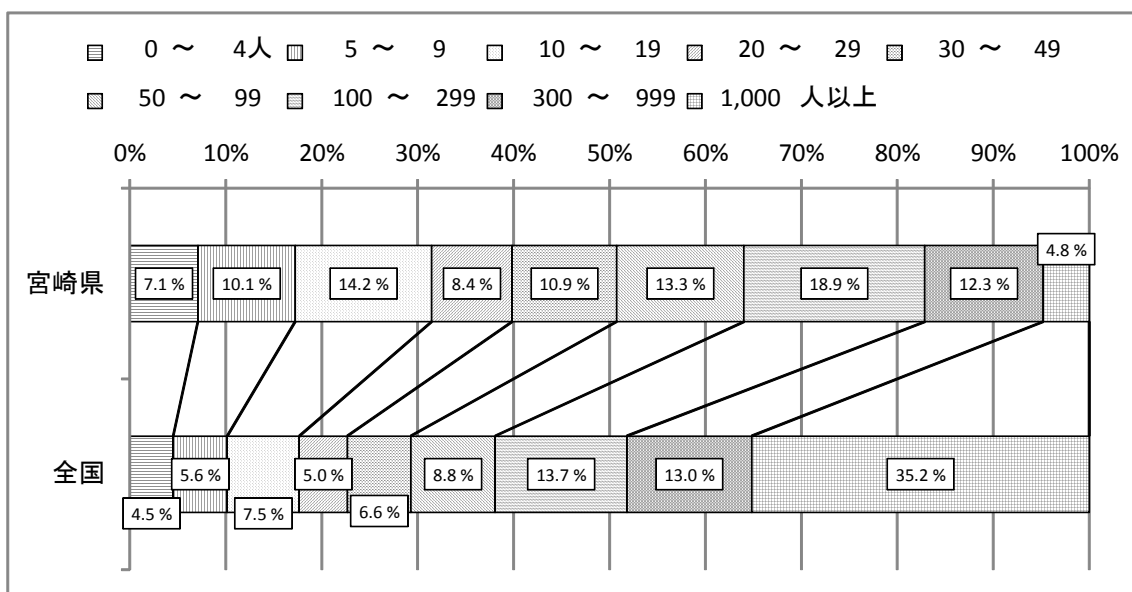 0 ～ 4人 5 ～ 9 10 ～ 19 20 ～ 29 30 ～ 49
50 ～ 99 100 ～ 299 300 ～ 999 1,000 人以上
0% 10% 20% 30% 40% 50% 60% 70% 80% 90% 100%
宮崎県 7.1 % 10.1 % 14.2 % 8.4 % 10.9 % 13.3 % 18.9 % 12.3 % 4.8 %
全国 4.5 % 5.6 % 7.5 % 5.0 % 6.6 % 8.8 % 13.7 % 13.0 % 35.2 %